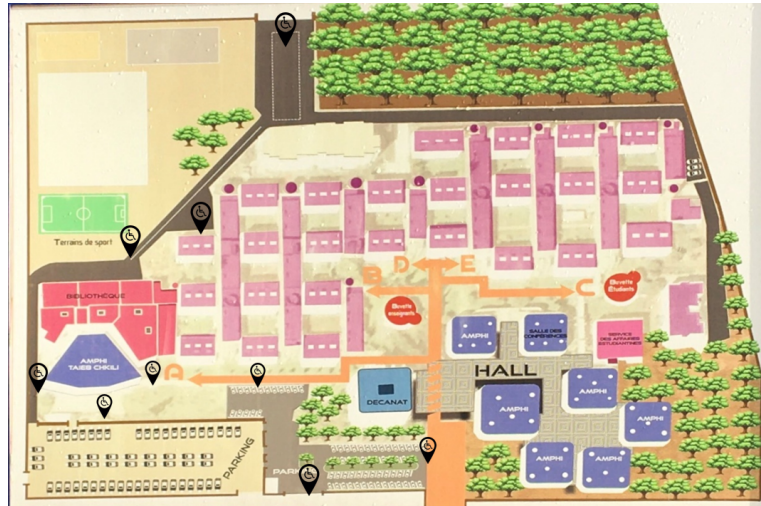 Terrains de sport
D
E
B
C
BIBLIOTHEQUE
Buvette
Etudiants
Buvette
enseignants
AMPHI
SALLE DES
CONFERENCES
SERVICE
DES AFFAIRES
ESTUDIANTINES
AMPHI
TAIEB CHKILI
A
HALL
DECANAT
AMPHI
AMPHI
AMPHI
AMPHI
AMPHI
PARKING
PARK